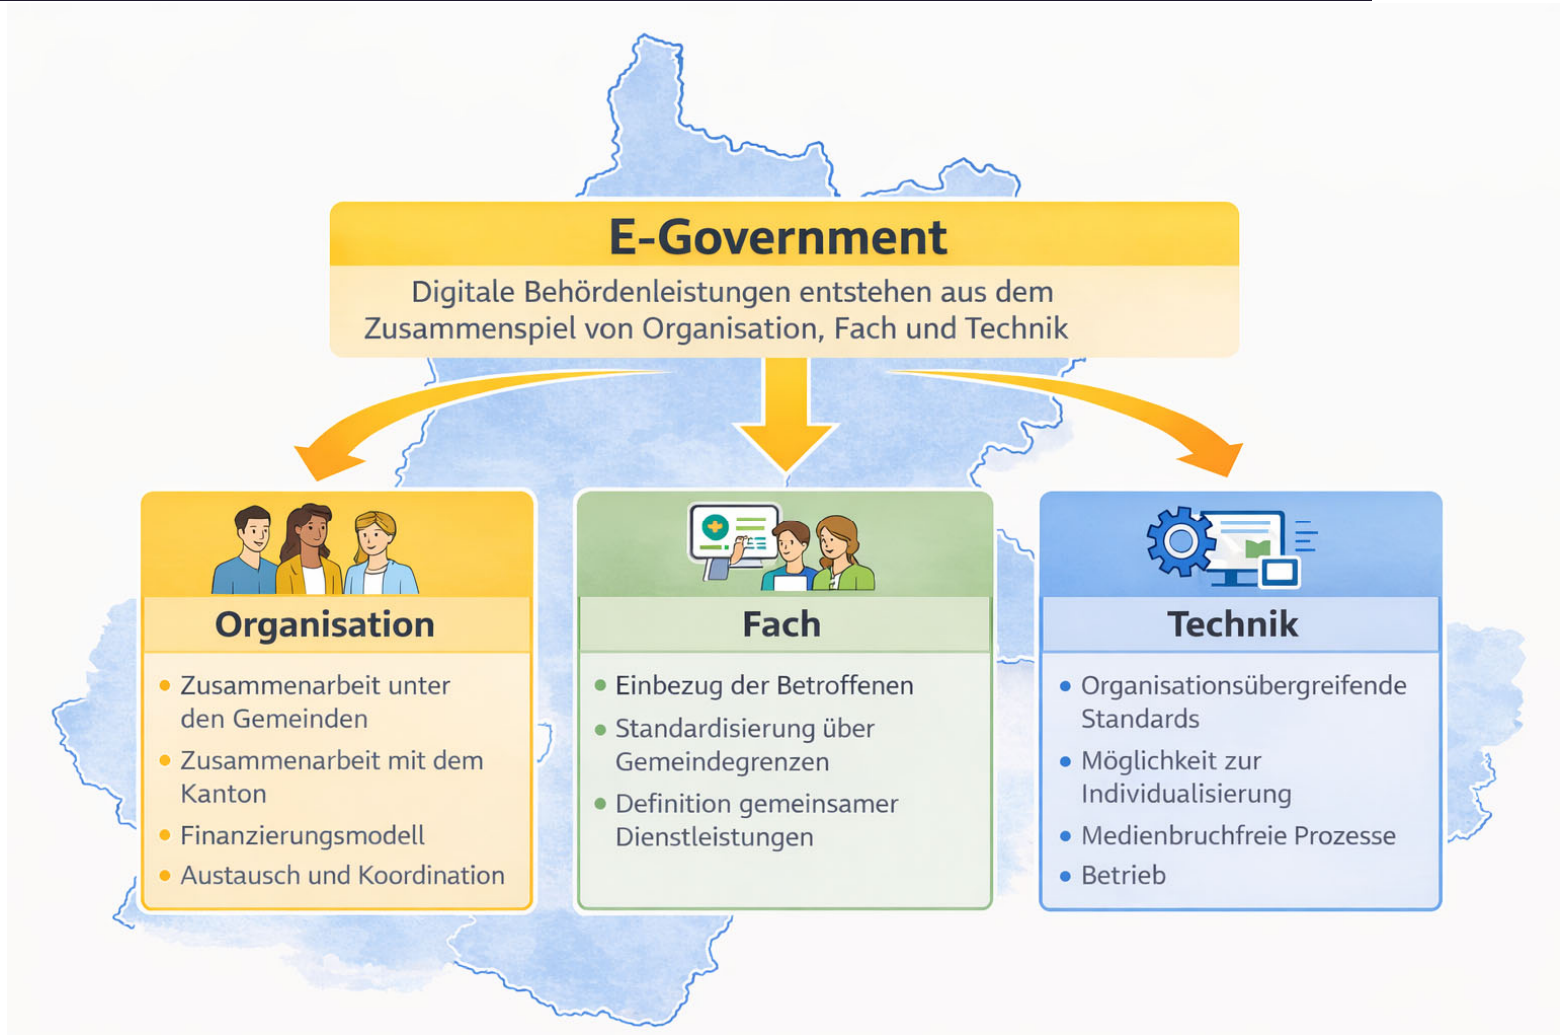 E-Government
Digitale Behördenleistungen entstehen aus dem
Zusammenspiel von Organisation, Fach und Technik
Organisation
• Zusammenarbeit unter
den Gemeinden
• Zusammenarbeit mit dem
Kanton
• Finanzierungsmodell
• Austausch und Koordination
Fach
• Einbezug der Betroffenen
• Standardisierung über
Gemeindegrenzen
• Definition gemeinsamer
Dienstleistungen
Technik
• Organisationsübergreifende
Standards
• Möglichkeit zur
Individualisierung
• Medienbruchfreie Prozesse
• Betrieb